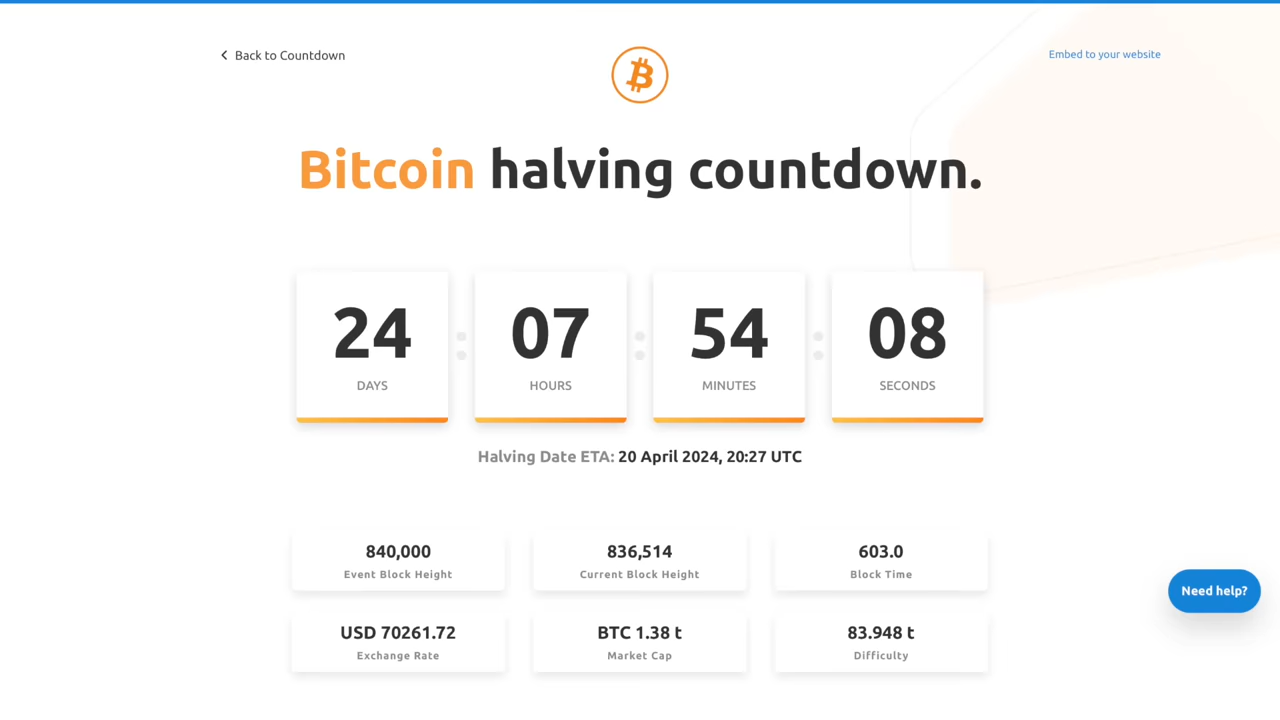 Back to Countdown
Embed to your website
Bitcoin halving countdown.
24 07 54 08
DAYS HOURS MINUTES SECONDS
Halving Date ETA: 20 April 2024, 20:27 UTC
840,000 836,514 603.0
Event Block Height Current Block Height Block Time
Need help?
USD 70261.72 BTC 1.38 t 83.948 t
Exchange Rate Market Cap Difficulty